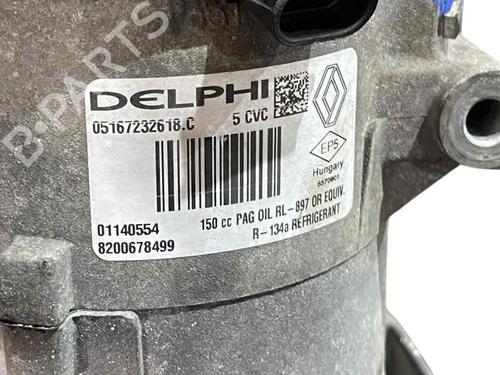 DELPHI
05167232618.C 5 CVC
EP5
Hungary
6570901
01140554
8200678499
150 cc PAG OIL RL-897 OR EQUIV.
R-134a REFRIGERANT
B-PARTS